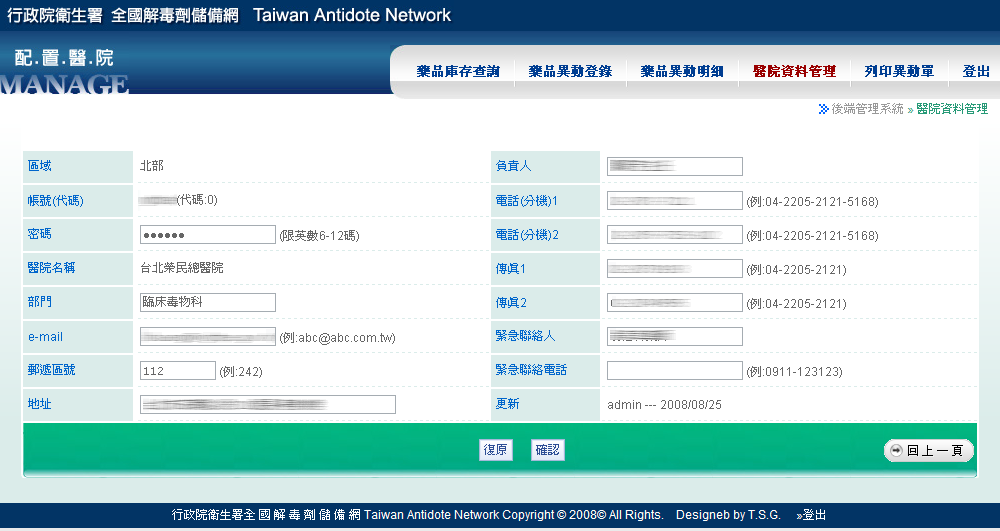 行政院衛生署 全國解毒劑儲備網 Taiwan Antidote Network
配.置.醫.院
MANAGE
藥品庫存查詢 藥品異動登錄 藥品異動明細 醫院資料管理 列印異動單 登出
後端管理系統 » 醫院資料管理
區域 北部 負責人
帳號(代碼) (代碼:0) 電話(分機)1 (例:04-2205-2121-5168)
密碼 •••••• (限英數6-12碼) 電話(分機)2 (例:04-2205-2121-5168)
醫院名稱 台北榮民總醫院 傳真1 (例:04-2205-2121)
部門 臨床毒物科 傳真2 (例:04-2205-2121)
e-mail (例:abc@abc.com.tw) 緊急聯絡人
郵遞區號 112 (例:242) 緊急聯絡電話 (例:0911-123123)
地址 更新 admin --- 2008/08/25
復原 確認 回上一頁
行政院衛生署全國解毒劑儲備網 Taiwan Antidote Network Copyright © 2008© All Rights. Designeb by T.S.G. »登出